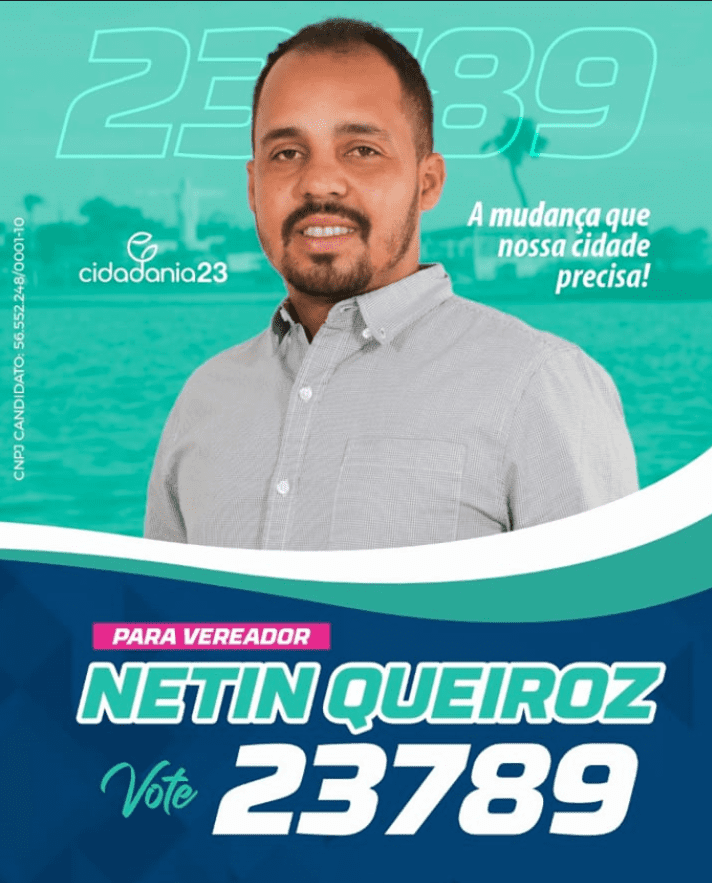 23789
A mudança que
nossa cidade
precisa!
cidadania23
CNPJ CANDIDATO: 56.552.248/0001-10
PARA VEREADOR
NETIN QUEIROZ
Vote 23789